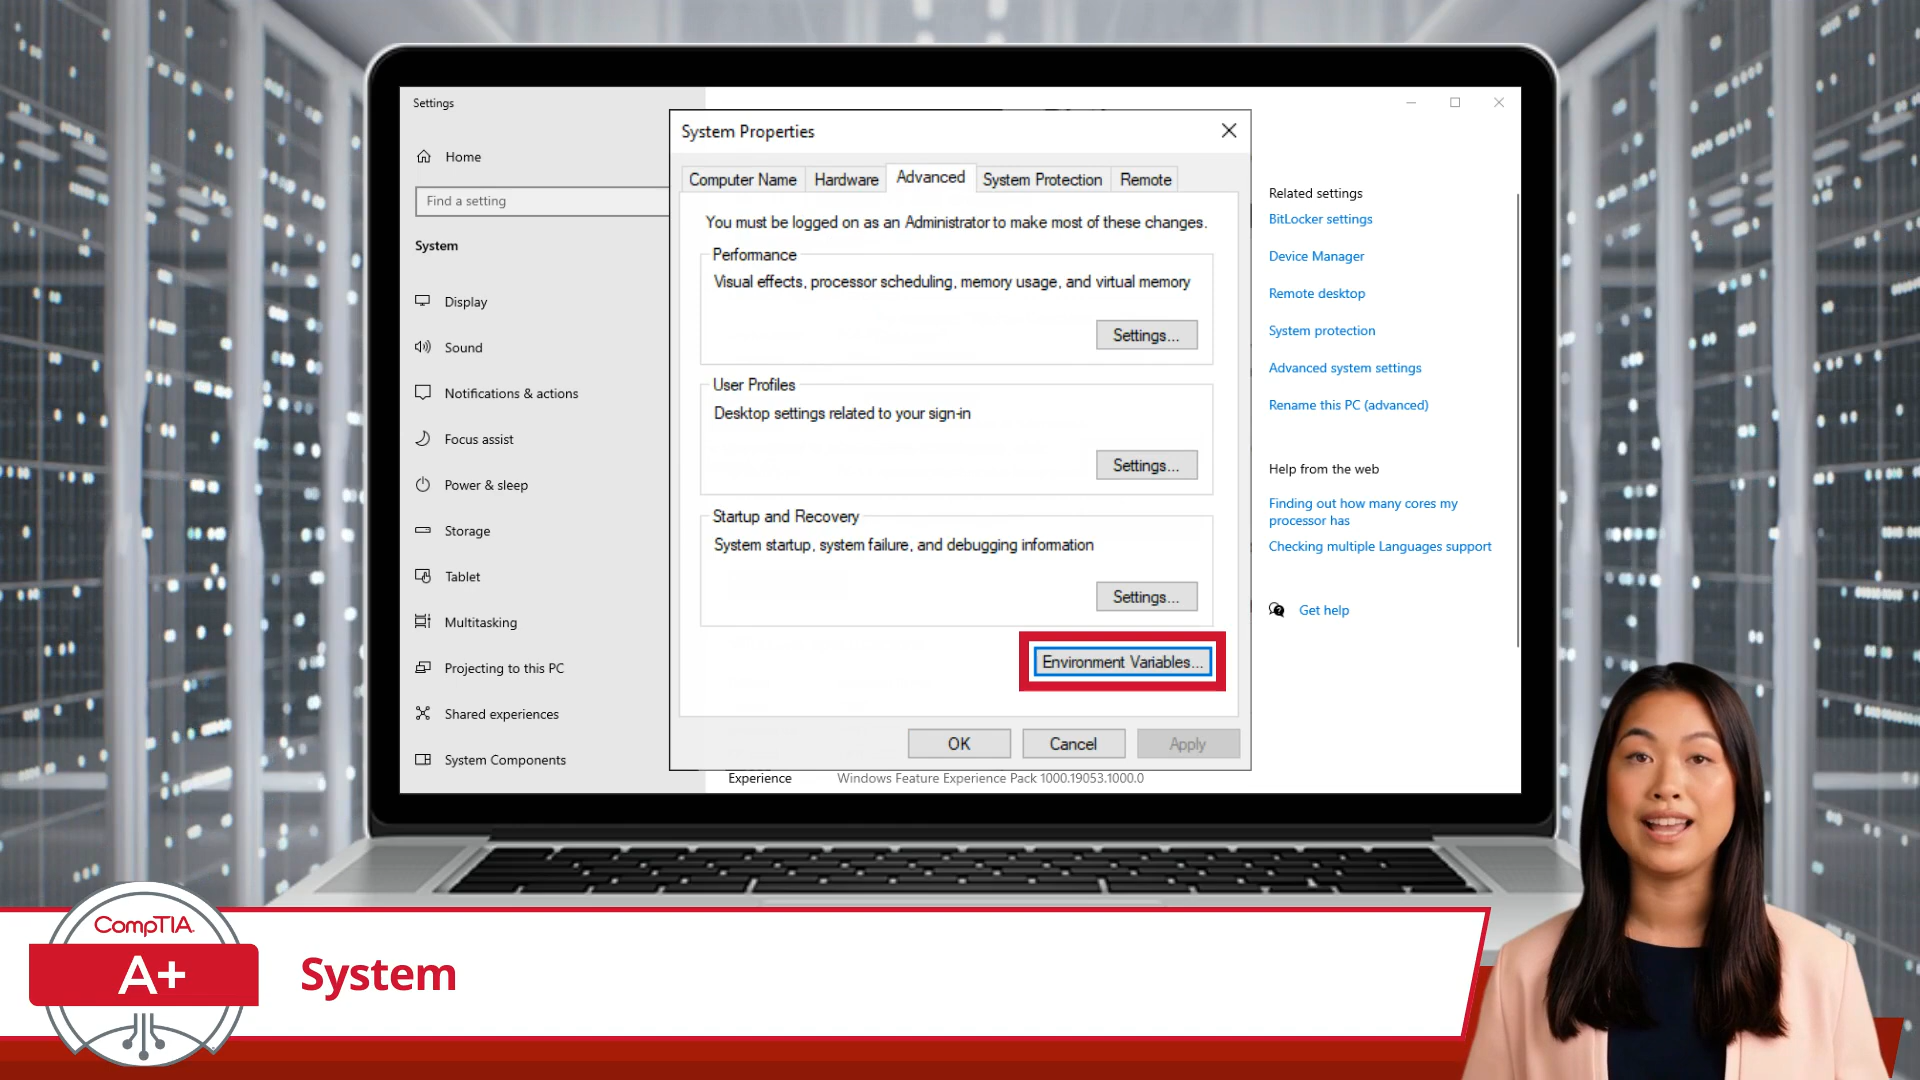 Settings
Home
Find a setting
System
Display
Sound
Notifications & actions
Focus assist
Power & sleep
Storage
Tablet
Multitasking
Projecting to this PC
Shared experiences
System Components
System Properties
Computer Name
Hardware
Advanced
System Protection
Remote
You must be logged on as an Administrator to make most of these changes.
Performance
Visual effects, processor scheduling, memory usage, and virtual memory
Settings...
User Profiles
Desktop settings related to your sign-in
Settings...
Startup and Recovery
System startup, system failure, and debugging information
Settings...
Environment Variables...
OK
Cancel
Apply
Experience
Windows Feature Experience Pack 1000.19053.1000.0
Related settings
BitLocker settings
Device Manager
Remote desktop
System protection
Advanced system settings
Rename this PC (advanced)
Help from the web
Finding out how many cores my
processor has
Checking multiple Languages support
Get help
CompTIA
A+
System